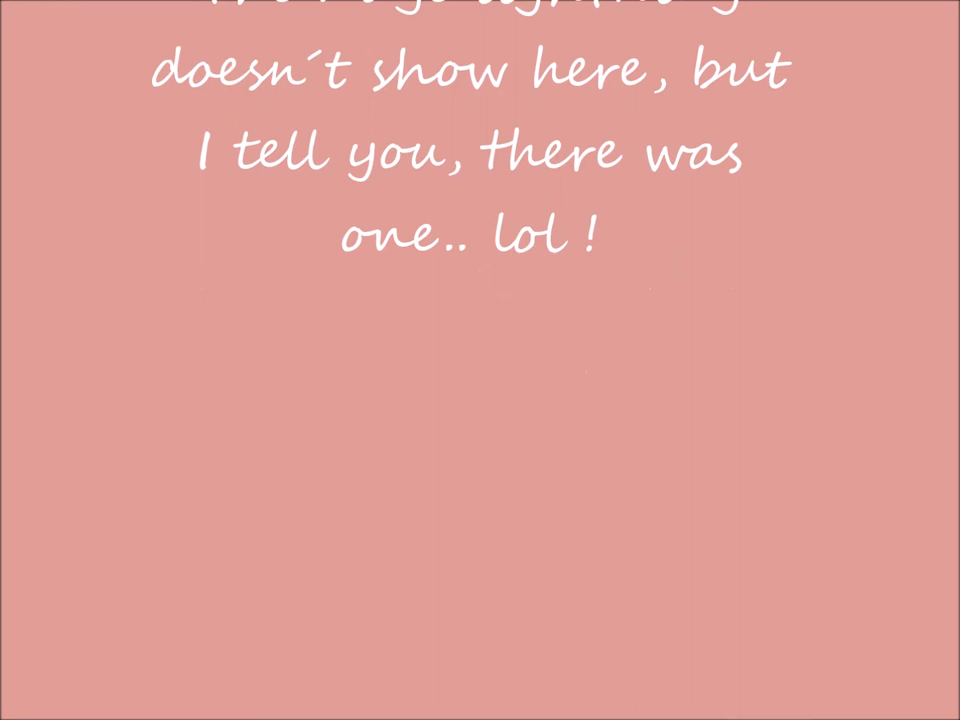 doesn´t show here, but
I tell you, there was
one.. lol !